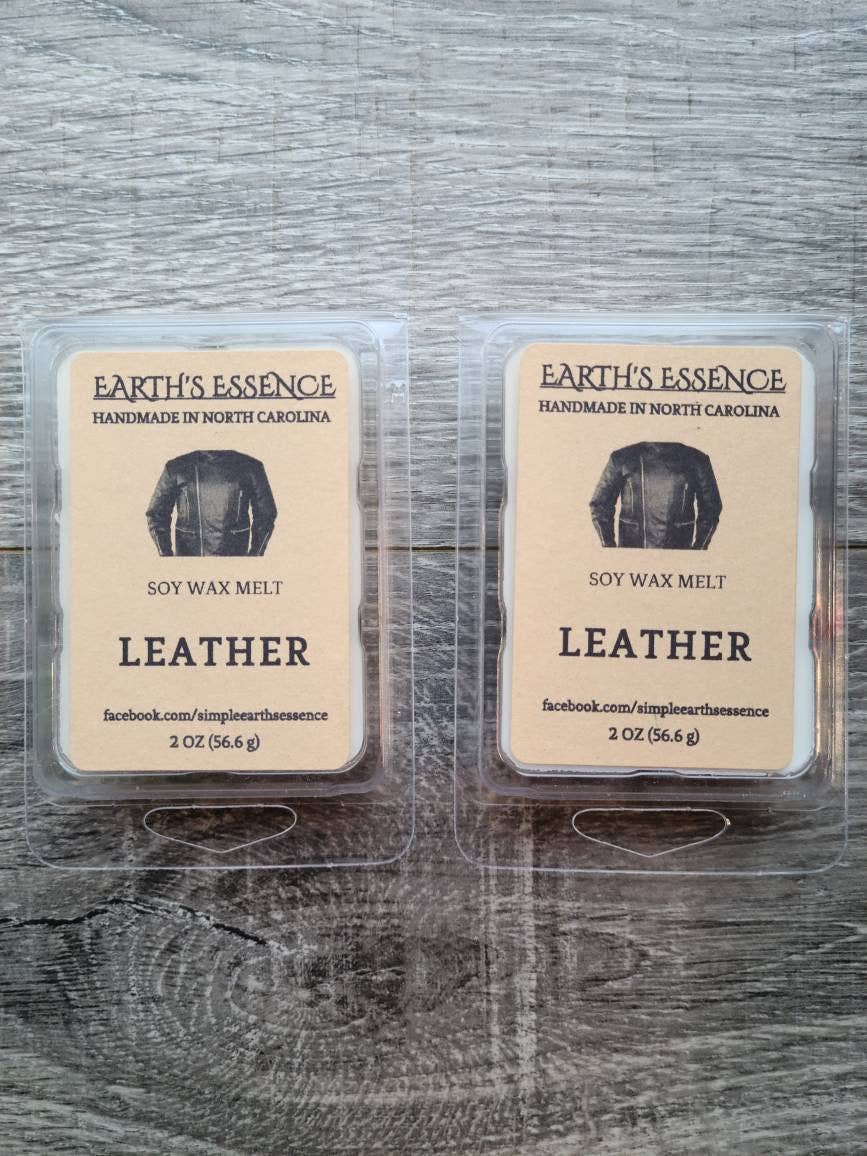 EARTH'S ESSENCE
HANDMADE IN NORTH CAROLINA
SOY WAX MELT
LEATHER
facebook.com/simpleearthsessence
2 OZ (56.6 g)
EARTH'S ESSENCE
HANDMADE IN NORTH CAROLINA
SOY WAX MELT
LEATHER
facebook.com/simpleearthsessence
2 OZ (56.6 g)